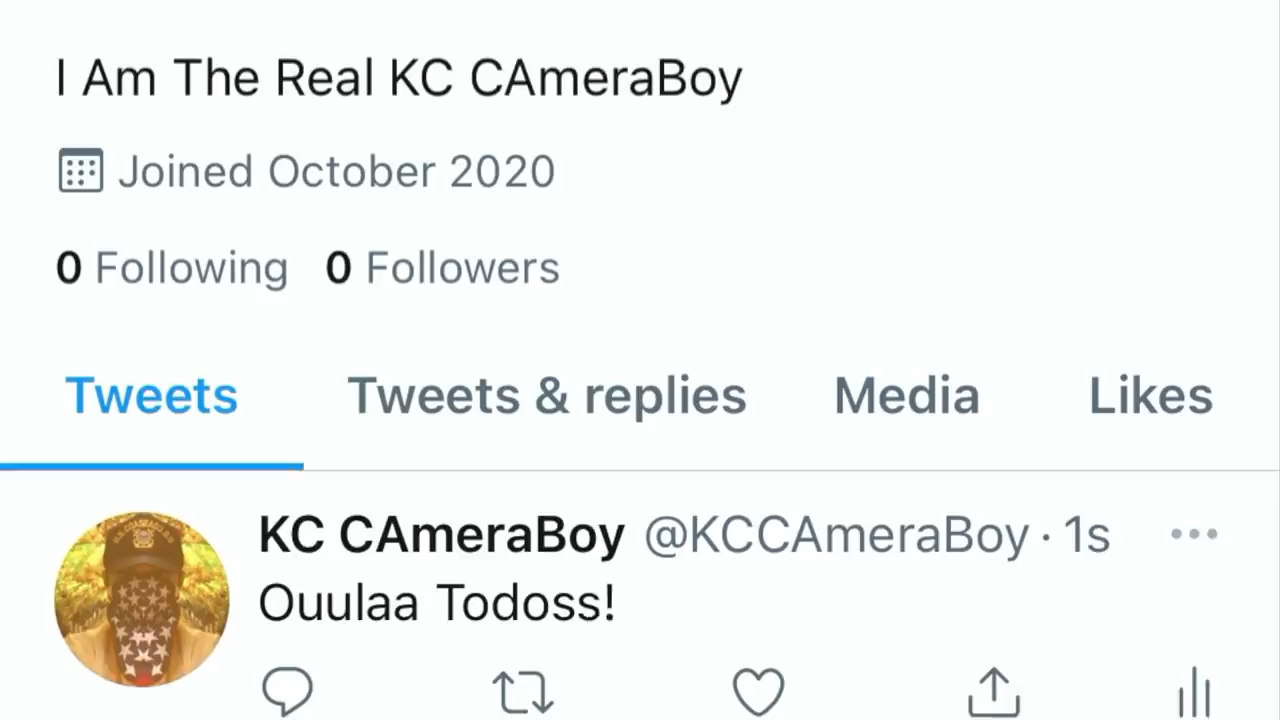 I Am The Real KC CAmeraBoy
Joined October 2020
0 Following 0 Followers
Tweets Tweets & replies Media Likes
KC CAmeraBoy @KCCAmeraBoy · 1s
Ouulaa Todoss!